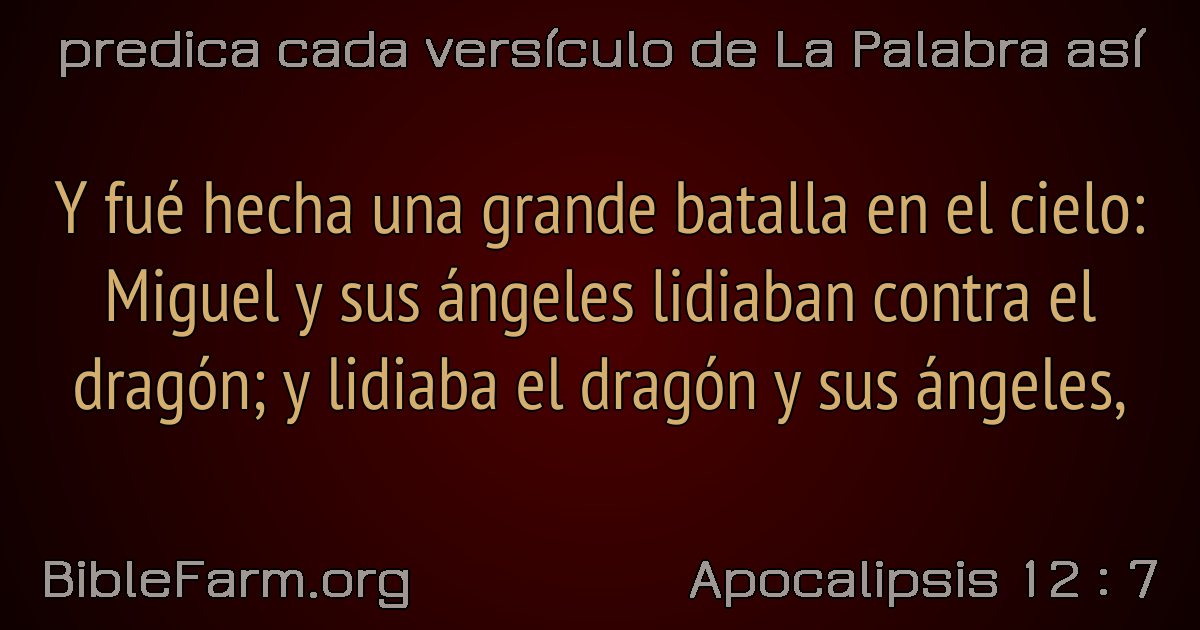 predica cada versículo de La Palabra así
Y fué hecha una grande batalla en el cielo:
Miguel y sus ángeles lidiaban contra el
dragón; y lidiaba el dragón y sus ángeles,
BibleFarm.org
Apocalipsis 12 : 7